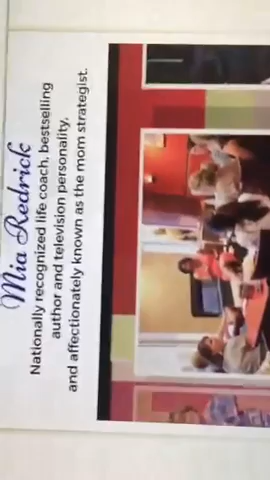 Mia Redrick
Nationally recognized life coach, bestselling
author and television personality,
and affectionately known as the mom strategist.